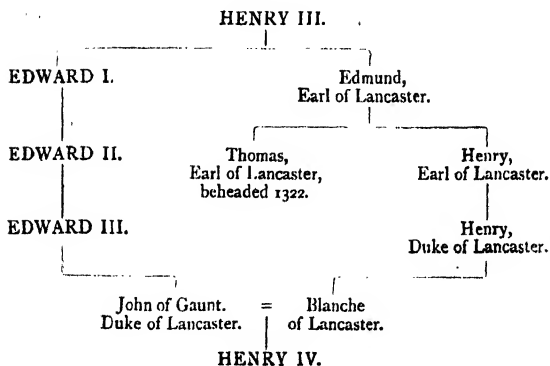 HENRY III.
EDWARD I.
Edmund,
Earl of Lancaster.
EDWARD II.
Thomas,
Earl of Lancaster,
beheaded 1322.
Henry,
Earl of Lancaster.
EDWARD III.
Henry,
Duke of Lancaster.
John of Gaunt.
Duke of Lancaster.
=
Blanche
of Lancaster.
HENRY IV.